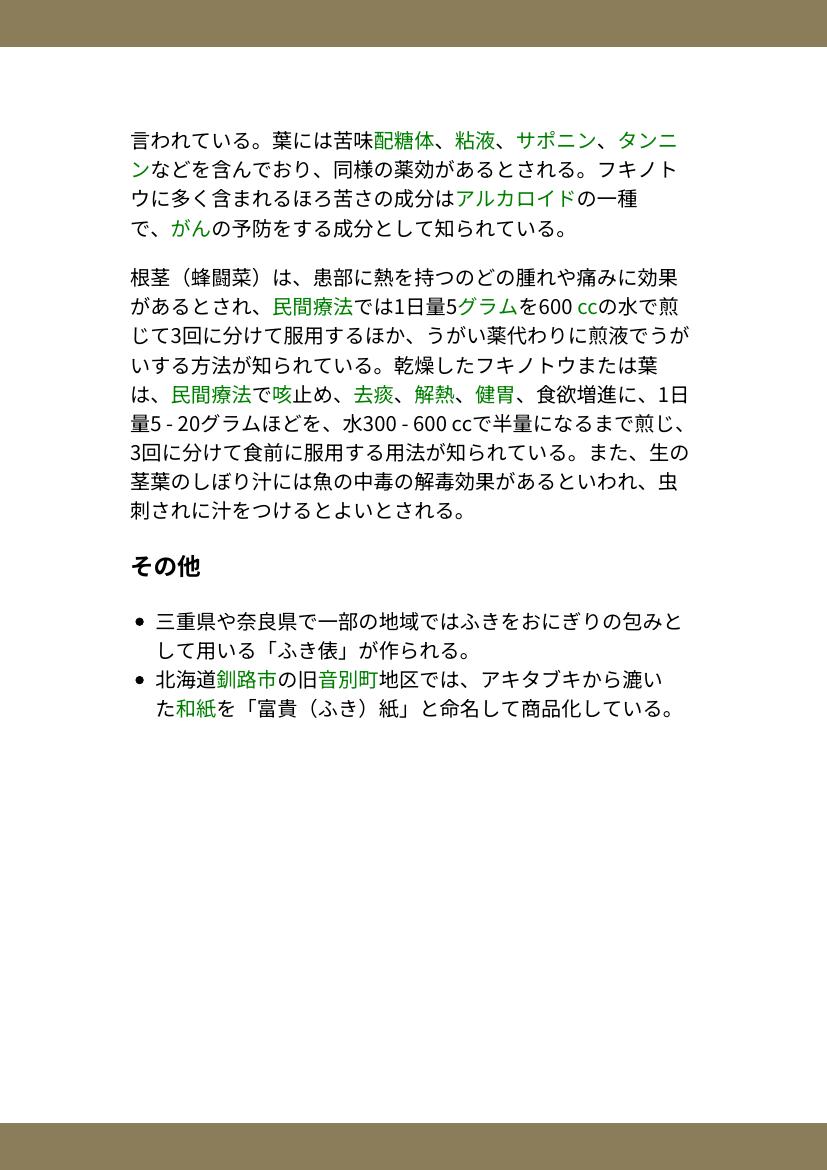 言われている。葉には苦味配糖体、粘液、サポニン、タンニ
ンなどを含んでおり、同様の薬効があるとされる。フキノト
ウに多く含まれるほろ苦さの成分はアルカロイドの一種
で、がんの予防をする成分として知られている。
根茎（蜂闘菜）は、患部に熱を持つのどの腫れや痛みに効果
があるとされ、民間療法では1日量5グラムを600 ccの水で煎
じて3回に分けて服用するほか、うがい薬代わりに煎液でうが
いする方法が知られている。乾燥したフキノトウまたは葉
は、民間療法で咳止め、去痰、解熱、健胃、食欲増進に、1日
量5 - 20グラムほどを、水300 - 600 ccで半量になるまで煎じ、
3回に分けて食前に服用する用法が知られている。また、生の
茎葉のしぼり汁には魚の中毒の解毒効果があるといわれ、虫
刺されに汁をつけるとよいとされる。
その他
• 三重県や奈良県で一部の地域ではふきをおにぎりの包みと
して用いる「ふき俵」が作られる。
• 北海道釧路市の旧音別町地区では、アキタブキから漉い
た和紙を「富貴（ふき）紙」と命名して商品化している。